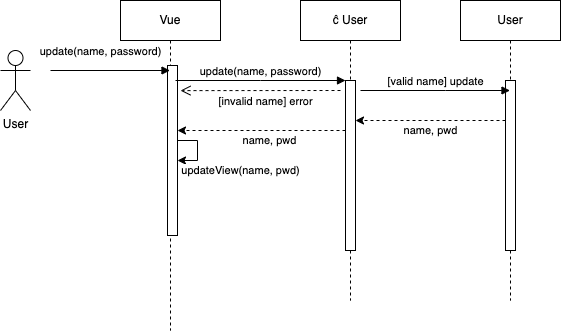 Vue
ĉ User
User
update(name, password)
update(name, password)
[valid name] update
[invalid name] error
User
name, pwd
name, pwd
updateView(name, pwd)